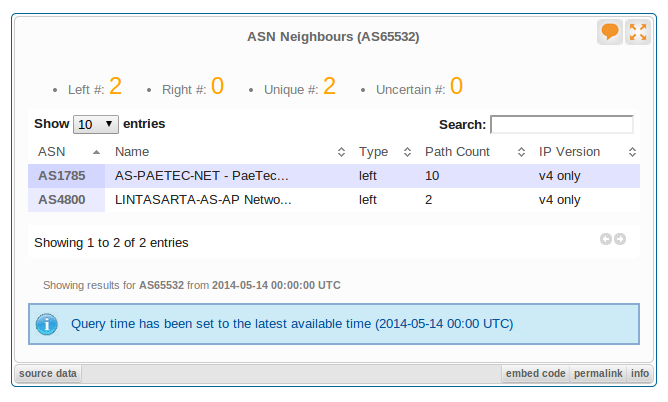 ASN Neighbours (AS65532)
• Left #: 2 • Right #: 0 • Unique #: 2 • Uncertain #: 0
Show 10 entries Search:
ASN Name Type Path Count IP Version
AS1785 AS-PAETEC-NET - PaeTec... left 10 v4 only
AS4800 LINTASARTA-AS-AP Netwo... left 2 v4 only
Showing 1 to 2 of 2 entries
Showing results for AS65532 from 2014-05-14 00:00:00 UTC
Query time has been set to the latest available time (2014-05-14 00:00 UTC)
source data embed code permalink info